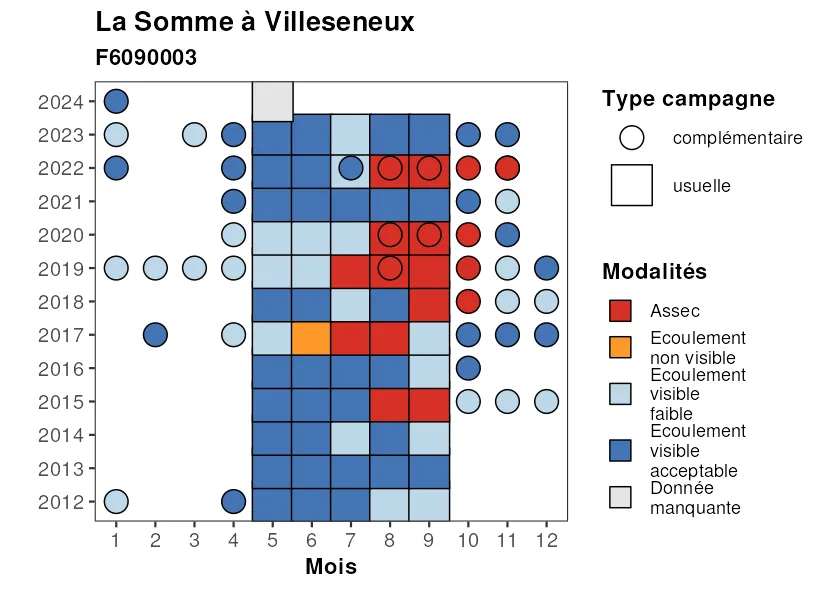 La Somme à Villeseneux
F6090003
2024
2023
2022
2021
2020
2019
2018
2017
2016
2015
2014
2013
2012
1 2 3 4 5 6 7 8 9 10 11 12
Mois
Type campagne
complémentaire
usuelle
Modalités
Assec
Ecoulement
non visible
Ecoulement
visible
faible
Ecoulement
visible
acceptable
Donnée
manquante